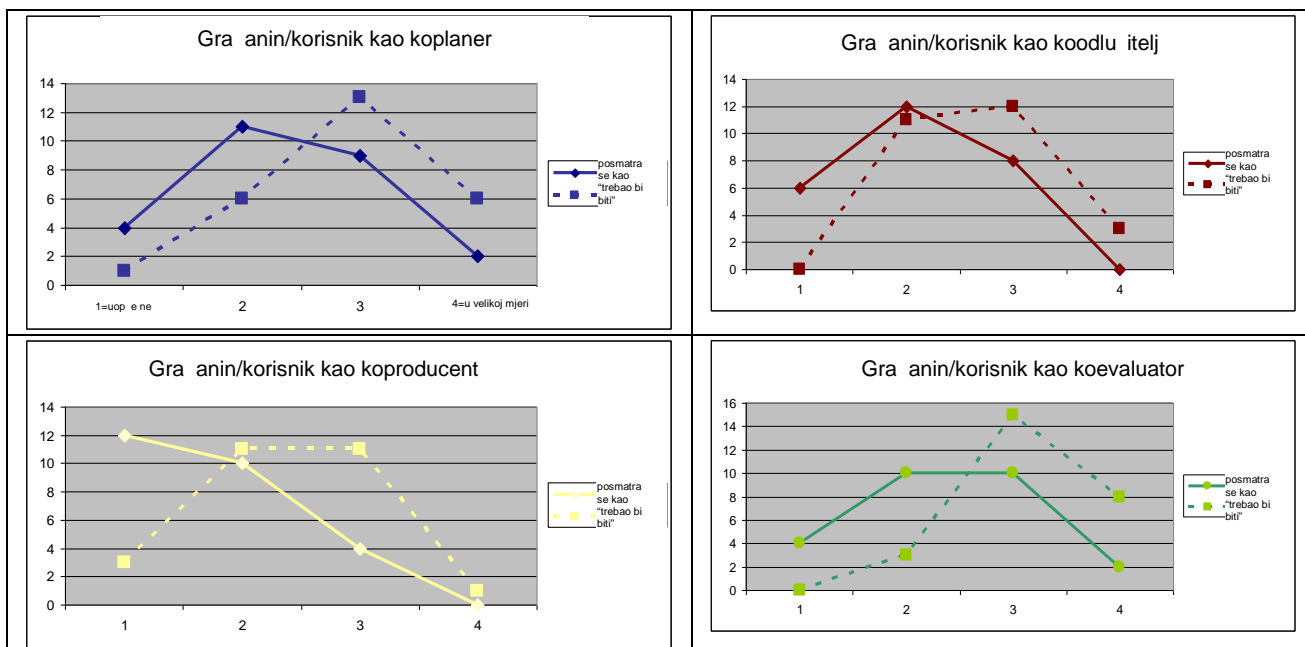 Gra anin/korisnik kao koplaner
14
12
10
8
6
4
2
0
1=uop e ne 2 3 4=u velikoj mjeri
posmatra
se kao
"trebao bi
biti"
Gra anin/korisnik kao koodlu itelj
14
12
10
8
6
4
2
0
1 2 3 4
posmatra
se kao
"trebao bi
biti"
Gra anin/korisnik kao koproducent
14
12
10
8
6
4
2
0
1 2 3 4
posmatra
se kao
"trebao bi
biti"
Gra anin/korisnik kao koevaluator
16
14
12
10
8
6
4
2
0
1 2 3 4
posmatra
se kao
"trebao bi
biti"